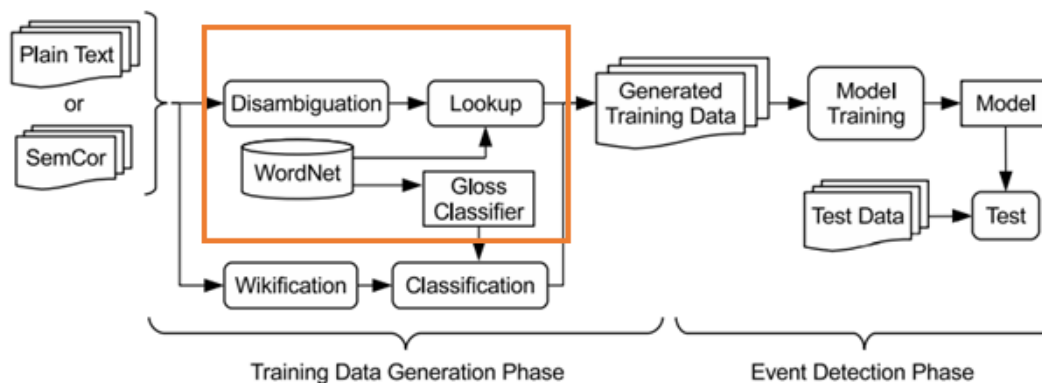 Plain Text
or
SemCor
Disambiguation
Lookup
WordNet
Gloss
Classifier
Wikification
Classification
Generated
Training Data
Model
Training
Model
Test Data
Test
Training Data Generation Phase
Event Detection Phase